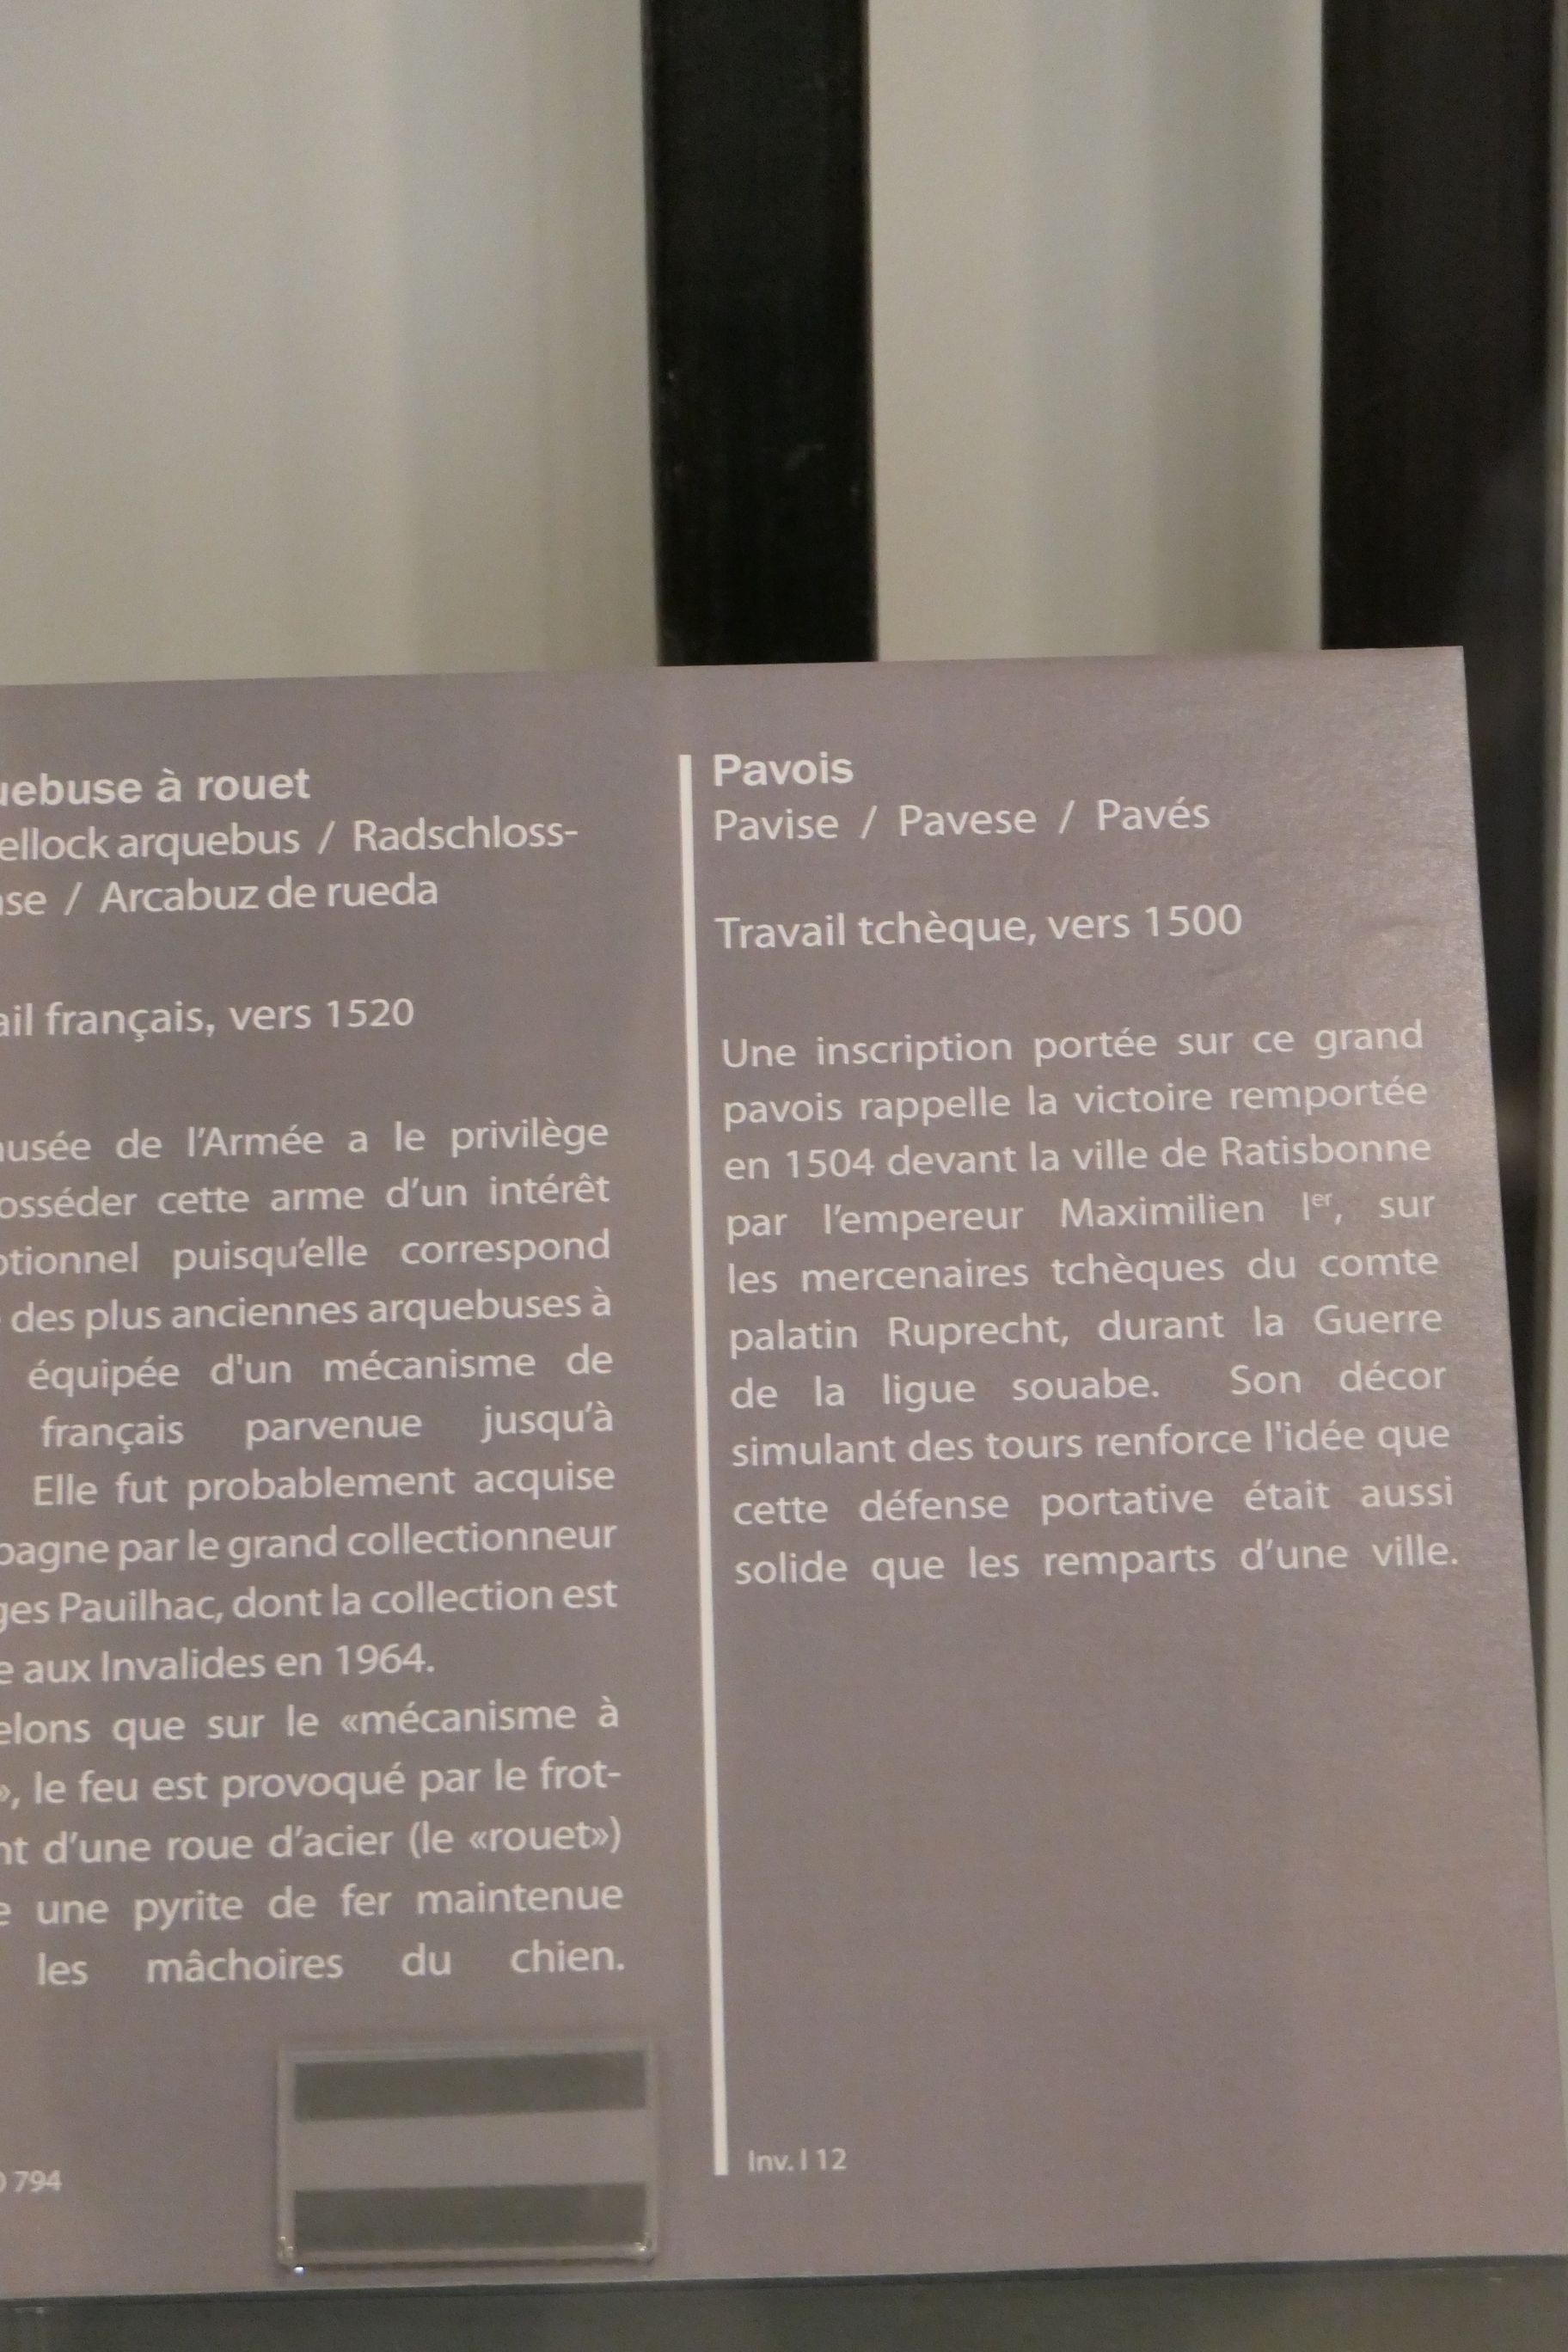 uebuse à rouet
ellock arquebus / Radschloss-
se / Arcabuz de rueda
ail français, vers 1520
usée de l'Armée a le privilège
osséder cette arme d'un intérêt
ptionnel puisqu'elle correspond
des plus anciennes arquebuses à
équipée d'un mécanisme de
français parvenue jusqu'à
Elle fut probablement acquise
pagne par le grand collectionneur
ges Pauilhac, dont la collection est
e aux Invalides en 1964.
elons que sur le «mécanisme à
», le feu est provoqué par le frot-
nt d'une roue d'acier (le «rouet»)
e une pyrite de fer maintenue
les mâchoires du chien.
794
Pavois
Pavise / Pavese / Pavés
Travail tchèque, vers 1500
Une inscription portée sur ce grand
pavois rappelle la victoire remportée
en 1504 devant la ville de Ratisbonne
par l'empereur Maximilien Ier, sur
les mercenaires tchèques du comte
palatin Ruprecht, durant la Guerre
de la ligue souabe. Son décor
simulant des tours renforce l'idée que
cette défense portative était aussi
solide que les remparts d'une ville.
Inv. I 12